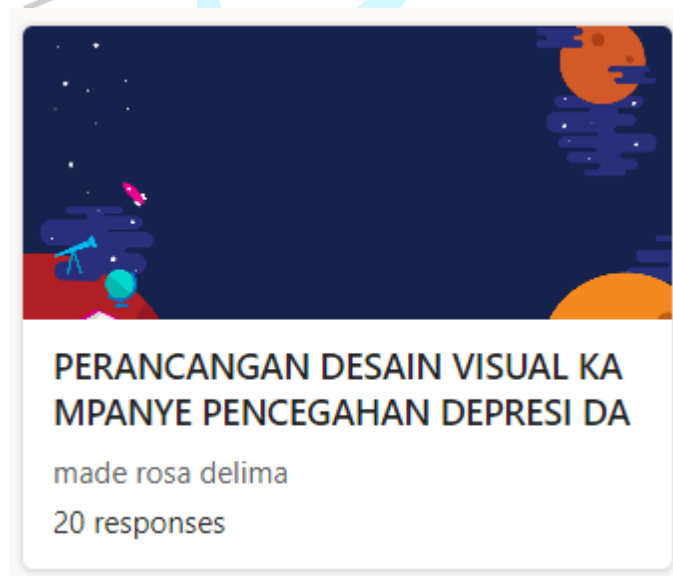 PERANCANGAN DESAIN VISUAL KA
MPANYE PENCEGAHAN DEPRESI DA
made rosa delima
20 responses